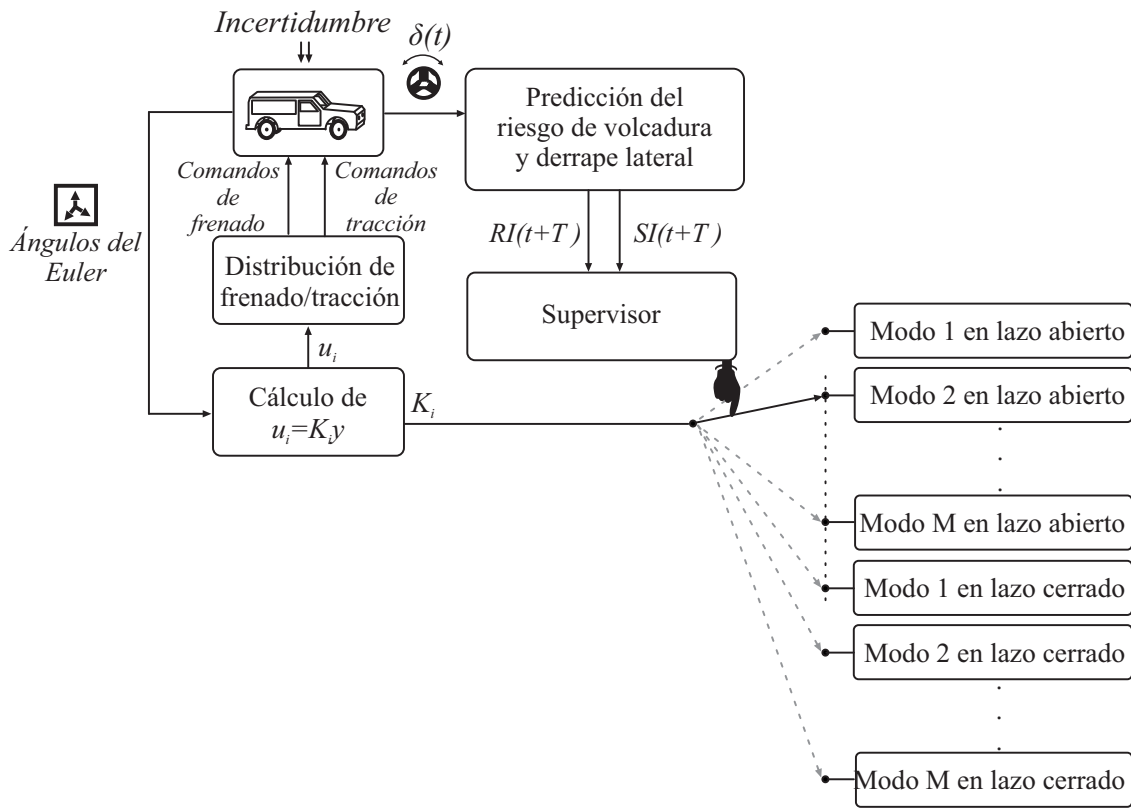 Incertidumbre
δ(t)
Predicción del
riesgo de volcadura
y derrape lateral
Comandos
de
frenado
Comandos
de
tracción
Ángulos del
Euler
RI(t+T)
SI(t+T)
Distribución de
frenado/tracción
Supervisor
u_i
Cálculo de
u_i=K_iy
K_i
Modo 1 en lazo abierto
Modo 2 en lazo abierto
Modo M en lazo abierto
Modo 1 en lazo cerrado
Modo 2 en lazo cerrado
Modo M en lazo cerrado